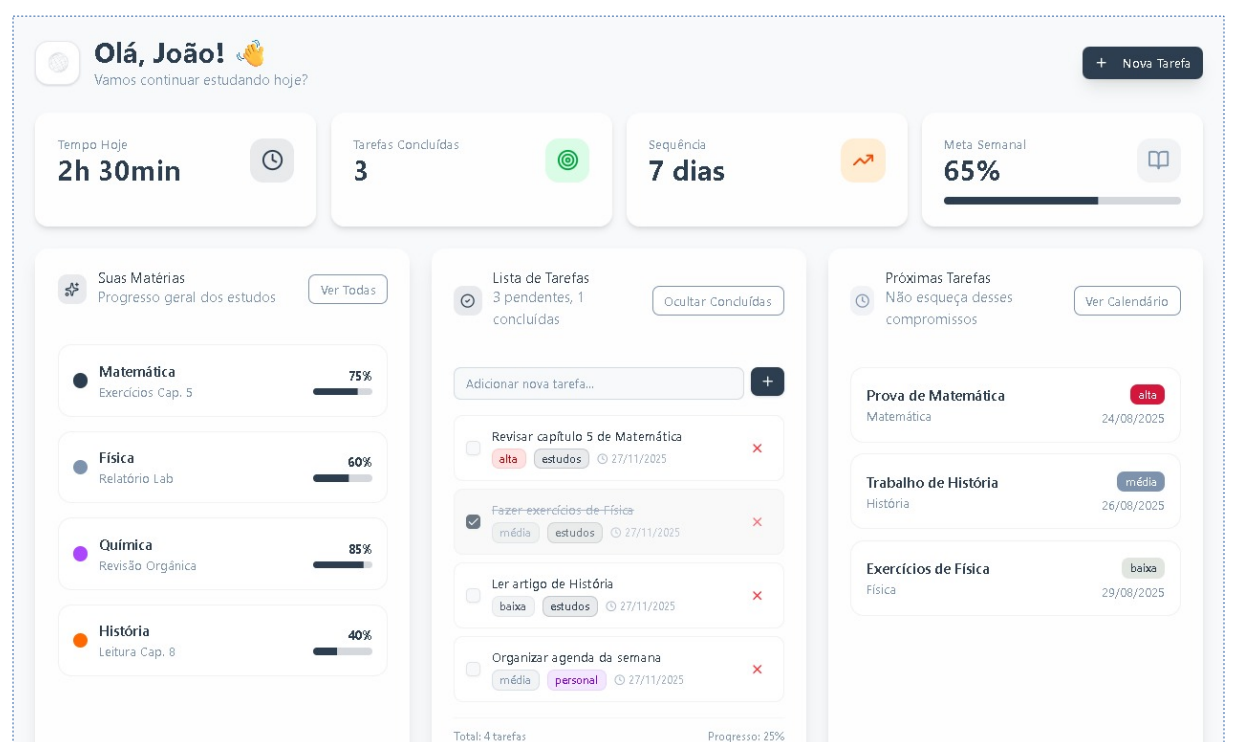 Olá, João! 👋
Vamos continuar estudando hoje?
+ Nova Tarefa
Tempo Hoje
2h 30min
Tarefas Concluídas
3
Sequência
7 dias
Meta Semanal
65%
Suas Matérias
Progresso geral dos estudos
Ver Todas
Matemática
Exercícios Cap. 5
75%
Física
Relatório Lab
60%
Química
Revisão Orgânica
85%
História
Leitura Cap. 8
40%
Lista de Tarefas
3 pendentes, 1
concluídas
Ocultar Concluídas
Adicionar nova tarefa...
+
Revisar capítulo 5 de Matemática
alta estudos 27/11/2025
Fazer exercícios de Física
média estudos 27/11/2025
Ler artigo de História
baixa estudos 27/11/2025
Organizar agenda da semana
média personal 27/11/2025
Total: 4 tarefas
Progresso: 25%
Próximas Tarefas
Não esqueça desses
compromissos
Ver Calendário
Prova de Matemática
alta
Matemática
24/08/2025
Trabalho de História
média
História
26/08/2025
Exercícios de Física
baixa
Física
29/08/2025